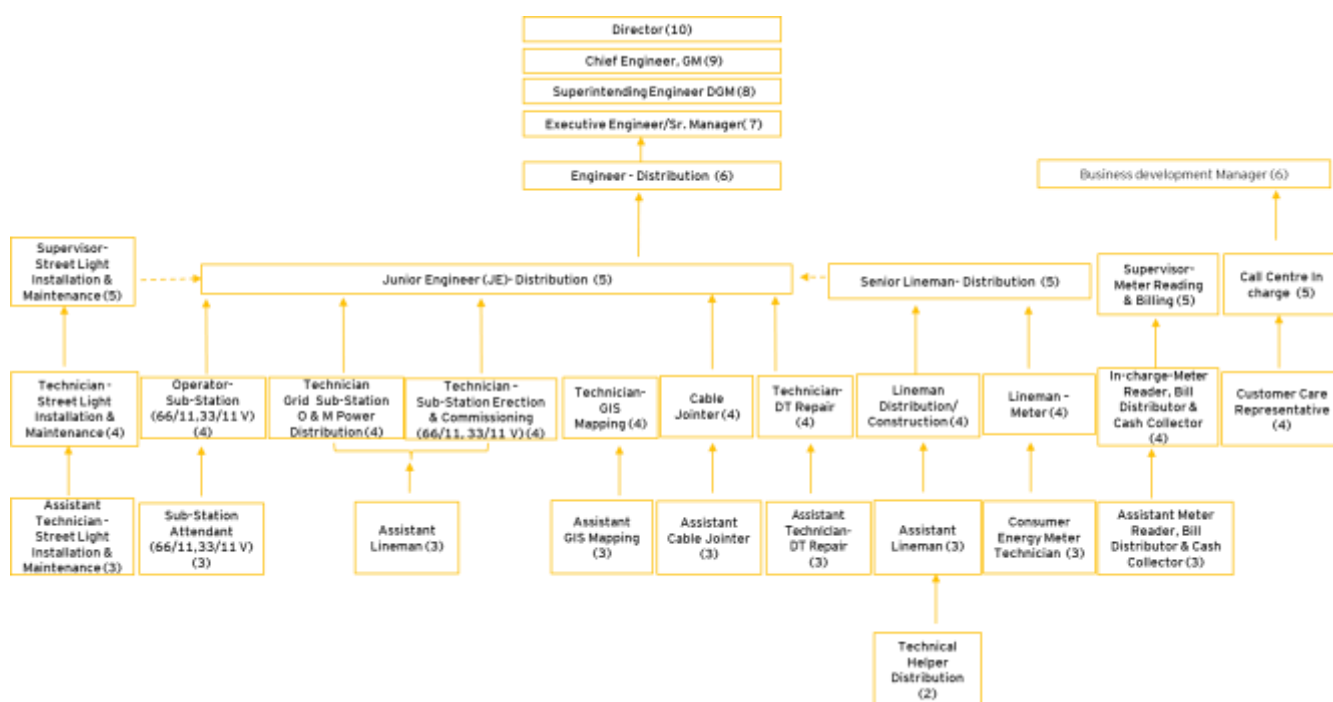 Director (10)
Chief Engineer, GM (9)
Superintending Engineer DGM (8)
Executive Engineer/Sr. Manager( 7)
Engineer - Distribution (6)
Business development Manager (6)
Supervisor-
Street Light
Installation &
Maintenance (5)
Junior Engineer (JE)- Distribution (5)
Senior Lineman- Distribution (5)
Supervisor-
Meter Reading
& Billing (5)
Call Centre In
charge (5)
Technician -
Street Light
Installation &
Maintenance (4)
Operator-
Sub-Station
(66/11,33/11 V)
(4)
Technician
Grid Sub-Station
O & M Power
Distribution (4)
Technician -
Sub-Station Erection
& Commissioning
(66/11, 33/11 V) (4)
Technician-
GIS
Mapping (4)
Cable
Jointer (4)
Technician-
DT Repair
(4)
Lineman
Distribution/
Construction (4)
Lineman -
Meter (4)
In-charge-Meter
Reader, Bill
Distributor &
Cash Collector
(4)
Customer Care
Representative
(4)
Assistant
Technician -
Street Light
Installation &
Maintenance (3)
Sub-Station
Attendant
(66/11,33/11 V)
(3)
Assistant
Lineman (3)
Assistant
GIS Mapping
(3)
Assistant
Cable Jointer
(3)
Assistant
Technician-
DT Repair
(3)
Assistant
Lineman (3)
Consumer
Energy Meter
Technician (3)
Assistant Meter
Reader, Bill
Distributor & Cash
Collector (3)
Technical
Helper
Distribution
(2)